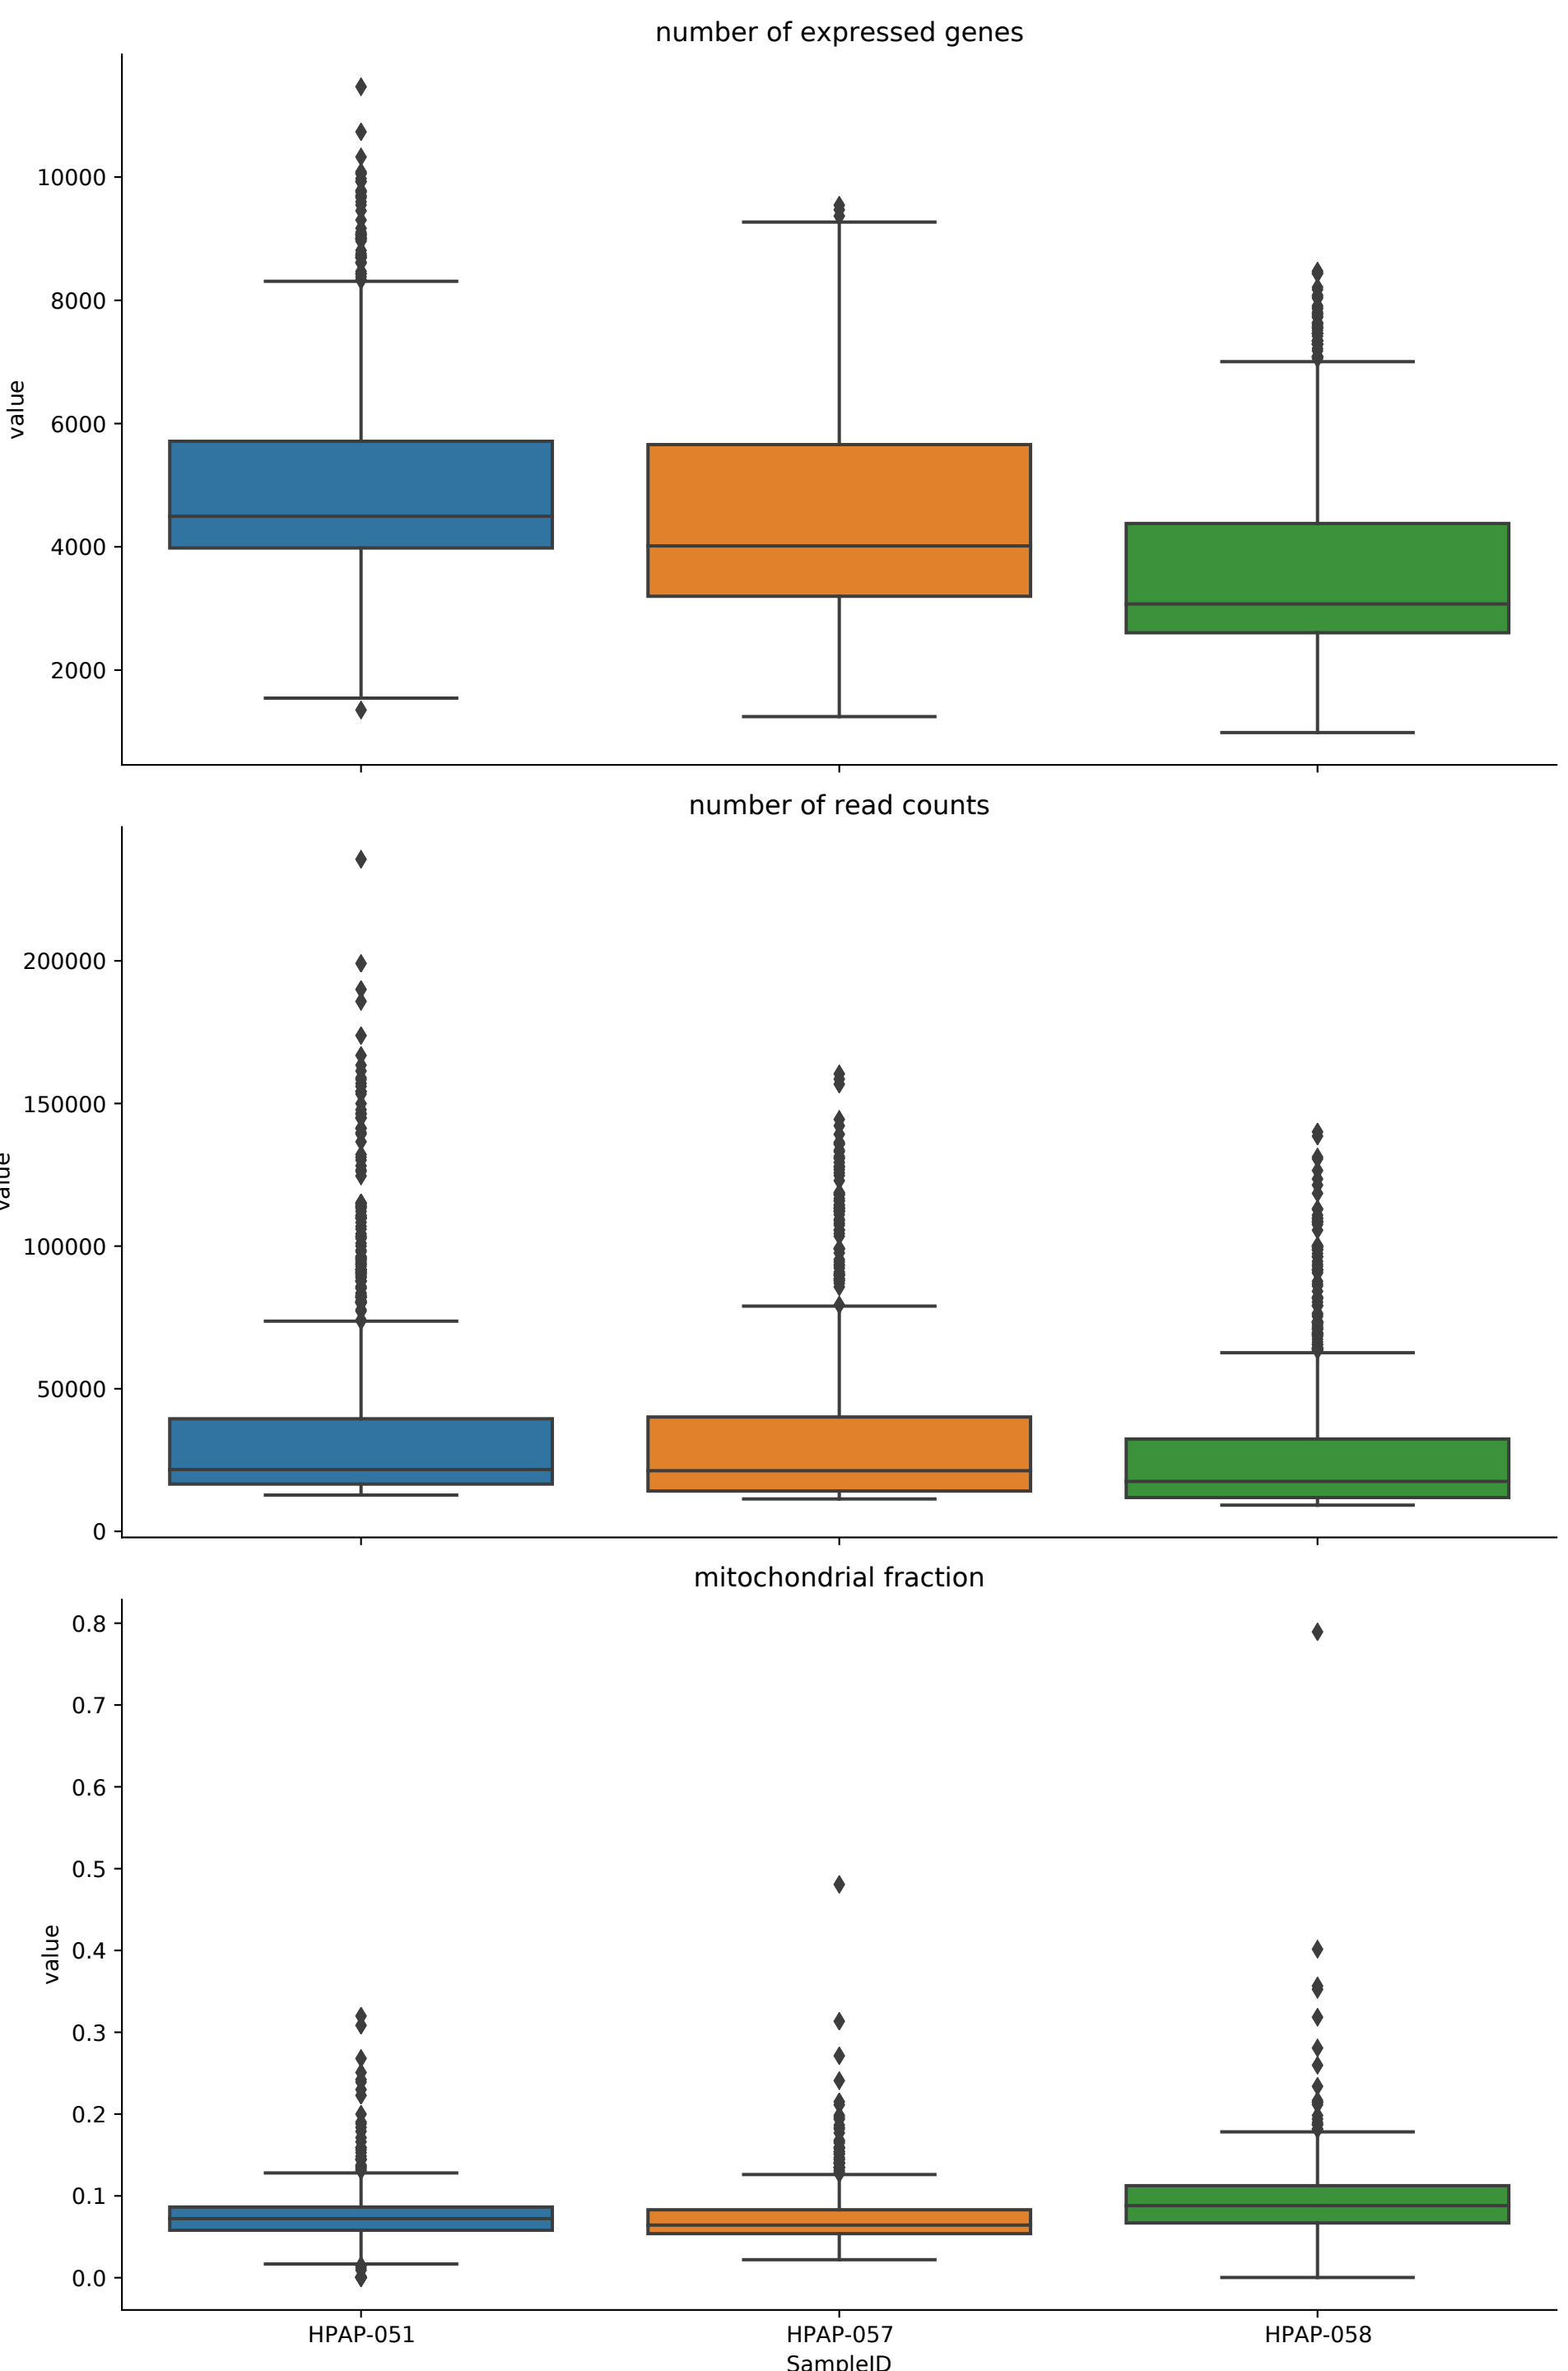 number of expressed genes
10000
8000
6000
4000
2000
value
number of read counts
200000
150000
100000
50000
0
value
mitochondrial fraction
0.8
0.7
0.6
0.5
0.4
0.3
0.2
0.1
0.0
value
HPAP-051 HPAP-057 HPAP-058
SampleID